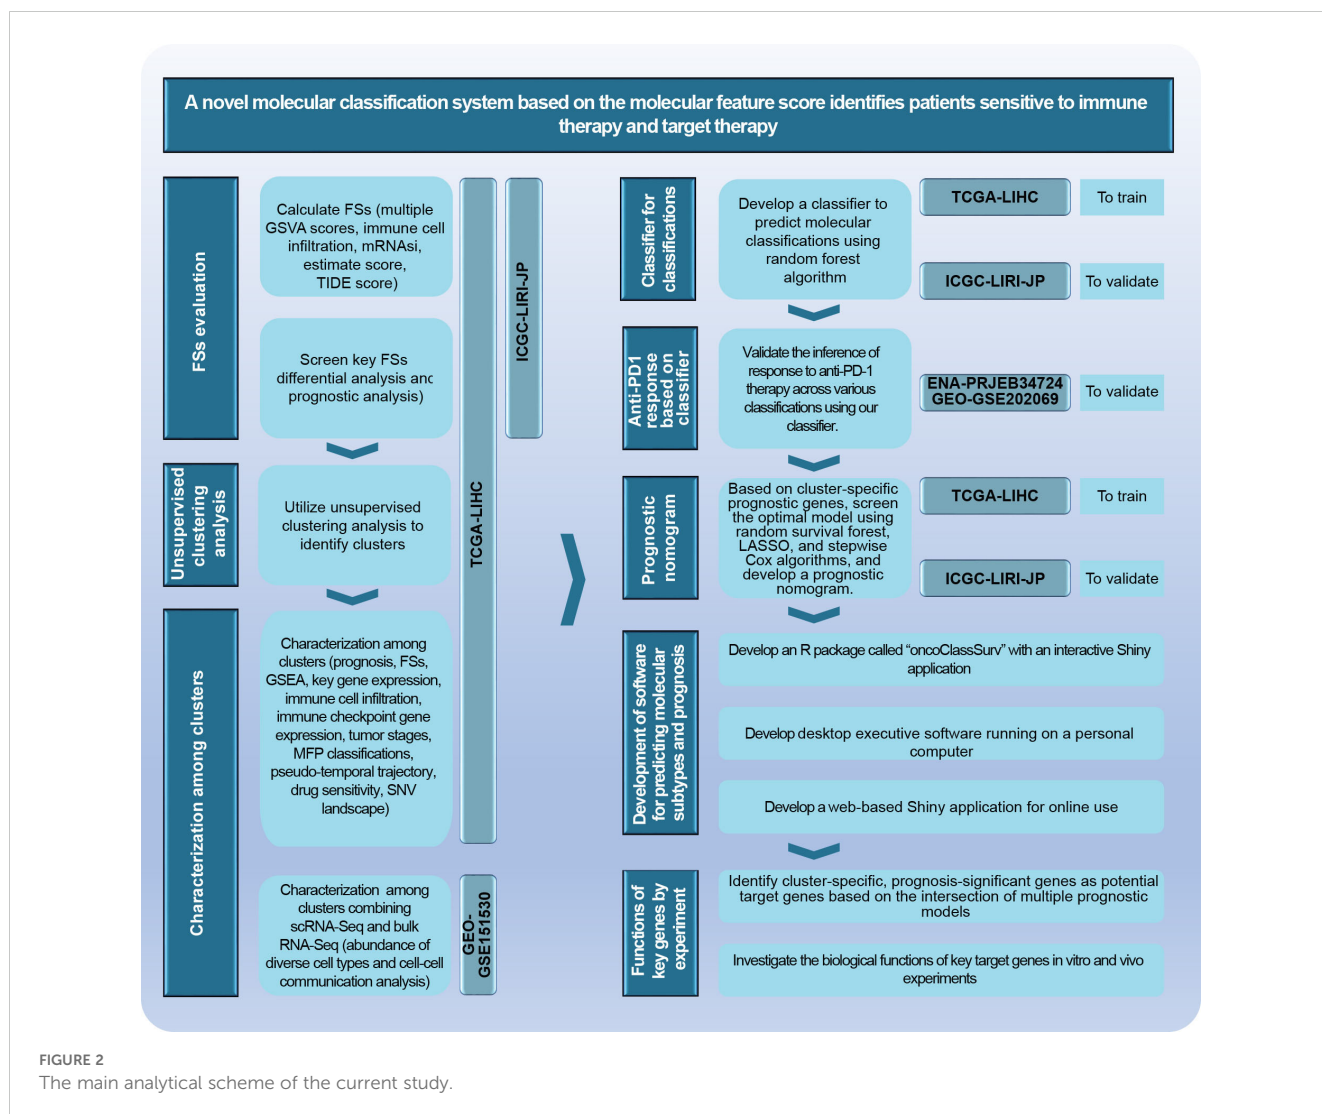 A novel molecular classification system based on the molecular feature score identifies patients sensitive to immune
therapy and target therapy
FSs evaluation
Calculate FSs (multiple
GSVA scores, immune cell
infiltration, mRNAsi,
estimate score,
TIDE score)
Screen key FSs
differential analysis and
prognostic analysis)
Unsupervised
clustering
analysis
Utilize unsupervised
clustering analysis to
identify clusters
Characterization among clusters
Characterization among
clusters (prognosis, FSs,
GSEA, key gene expression,
immune cell infiltration,
immune checkpoint gene
expression, tumor stages,
MFP classifications,
pseudo-temporal trajectory,
drug sensitivity, SNV
landscape)
Characterization among
clusters combining
scRNA-Seq and bulk
RNA-Seq (abundance of
diverse cell types and cell-cell
communication analysis)
TCGA-LIHC
ICGC-LIRI-JP
GEO-
GSE151530
Classifier for
classifications
Develop a classifier to
predict molecular
classifications using
random forest
algorithm
TCGA-LIHC
To train
ICGC-LIRI-JP
To validate
Anti-PD1
response
based on
classifier
Validate the inference of
response to anti-PD-1
therapy across various
classifications using our
classifier.
ENA-PRJEB34724
GEO-GSE202069
To validate
Prognostic
nomogram
Based on cluster-specific
prognostic genes, screen
the optimal model using
random survival forest,
LASSO, and stepwise
Cox algorithms, and
develop a prognostic
nomogram.
TCGA-LIHC
To train
ICGC-LIRI-JP
To validate
Development of software
for predicting molecular
subtypes and prognosis
Develop an R package called “oncoClassSurv” with an interactive Shiny
application
Develop desktop executive software running on a personal
computer
Develop a web-based Shiny application for online use
Functions of
key genes by
experiment
Identify cluster-specific, prognosis-significant genes as potential
target genes based on the intersection of multiple prognostic
models
Investigate the biological functions of key target genes in vitro and vivo
experiments
FIGURE 2
The main analytical scheme of the current study.